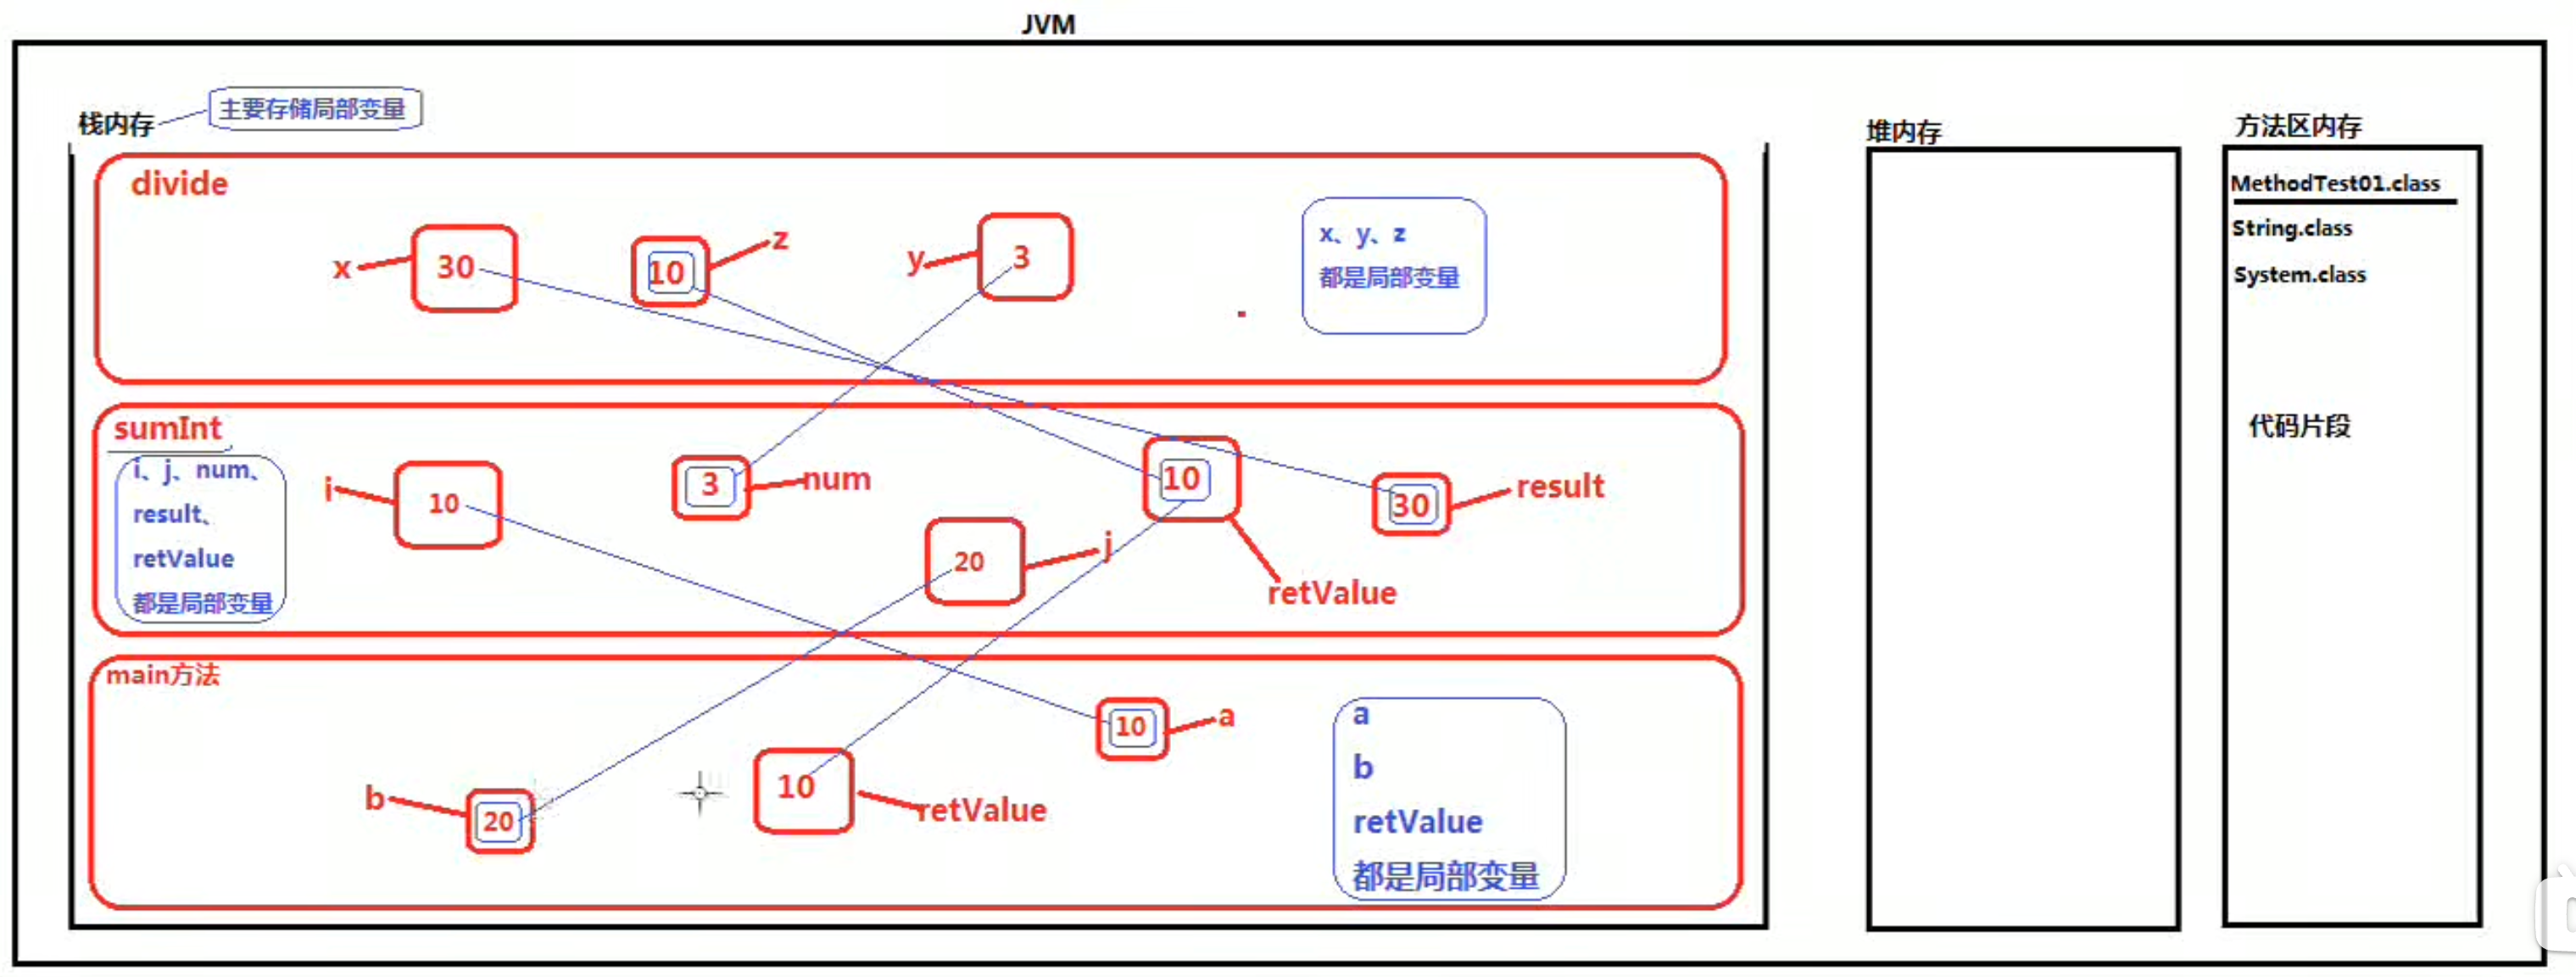 JVM
栈内存
主要存储局部变量
divide
x
30
10
z
y
3
x、y、z
都是局部变量
sumInt
i、j、num、
result、
retValue
都是局部变量
i
10
3
num
20
j
10
retValue
30
result
main方法
b
20
10
retValue
10
a
a
b
retValue
都是局部变量
堆内存
方法区内存
MethodTest01.class
String.class
System.class
代码片段